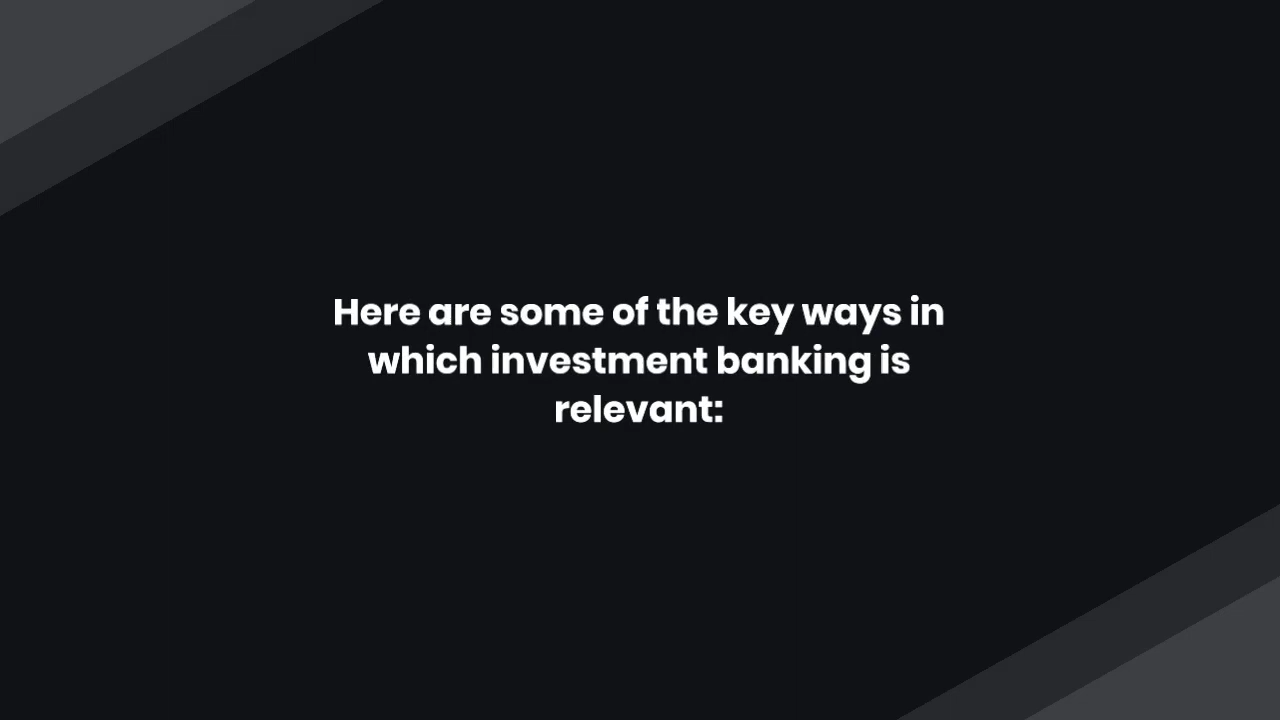 Here are some of the key ways in
which investment banking is
relevant: